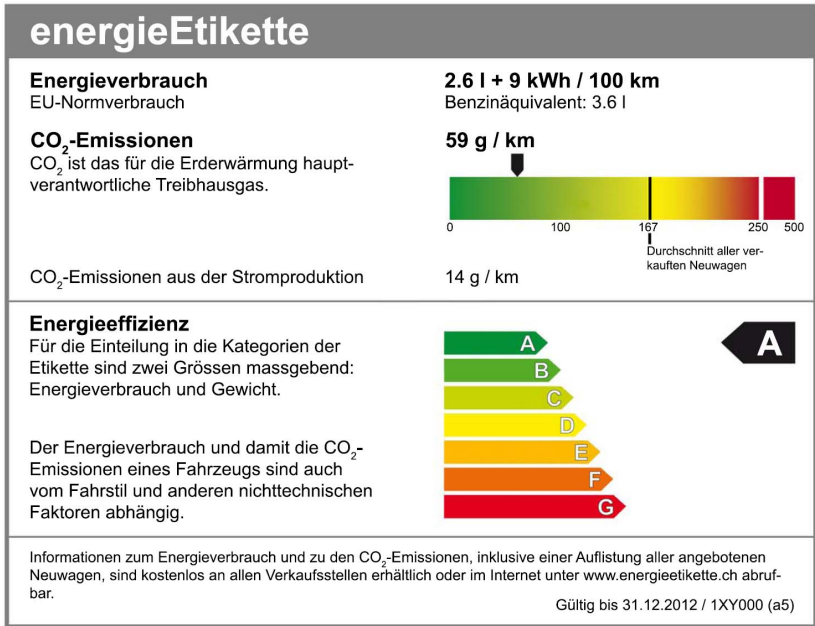 energieEtikette
Energieverbrauch
2.6 l + 9 kWh / 100 km
EU-Normverbrauch
Benzinäquivalent: 3.6 l
CO₂-Emissionen
59 g / km
CO₂ ist das für die Erderwärmung haupt-
verantwortliche Treibhausgas.
0 100 167 250 500
Durchschnitt aller ver-
kauften Neuwagen
CO₂-Emissionen aus der Stromproduktion
14 g / km
Energieeffizienz
Für die Einteilung in die Kategorien der
Etikette sind zwei Grössen massgebend:
Energieverbrauch und Gewicht.
Der Energieverbrauch und damit die CO₂-
Emissionen eines Fahrzeugs sind auch
vom Fahrstil und anderen nichttechnischen
Faktoren abhängig.
A
B
C
D
E
F
G
A
Informationen zum Energieverbrauch und zu den CO₂-Emissionen, inklusive einer Auflistung aller angebotenen
Neuwagen, sind kostenlos an allen Verkaufsstellen erhältlich oder im Internet unter www.energieetikette.ch abruf-
bar.
Gültig bis 31.12.2012 / 1XY000 (a5)